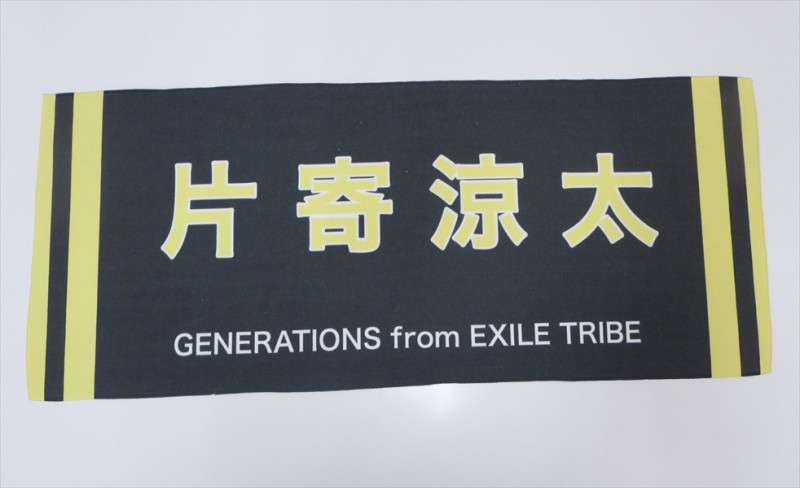 片寄涼太
GENERATIONS from EXILE TRIBE